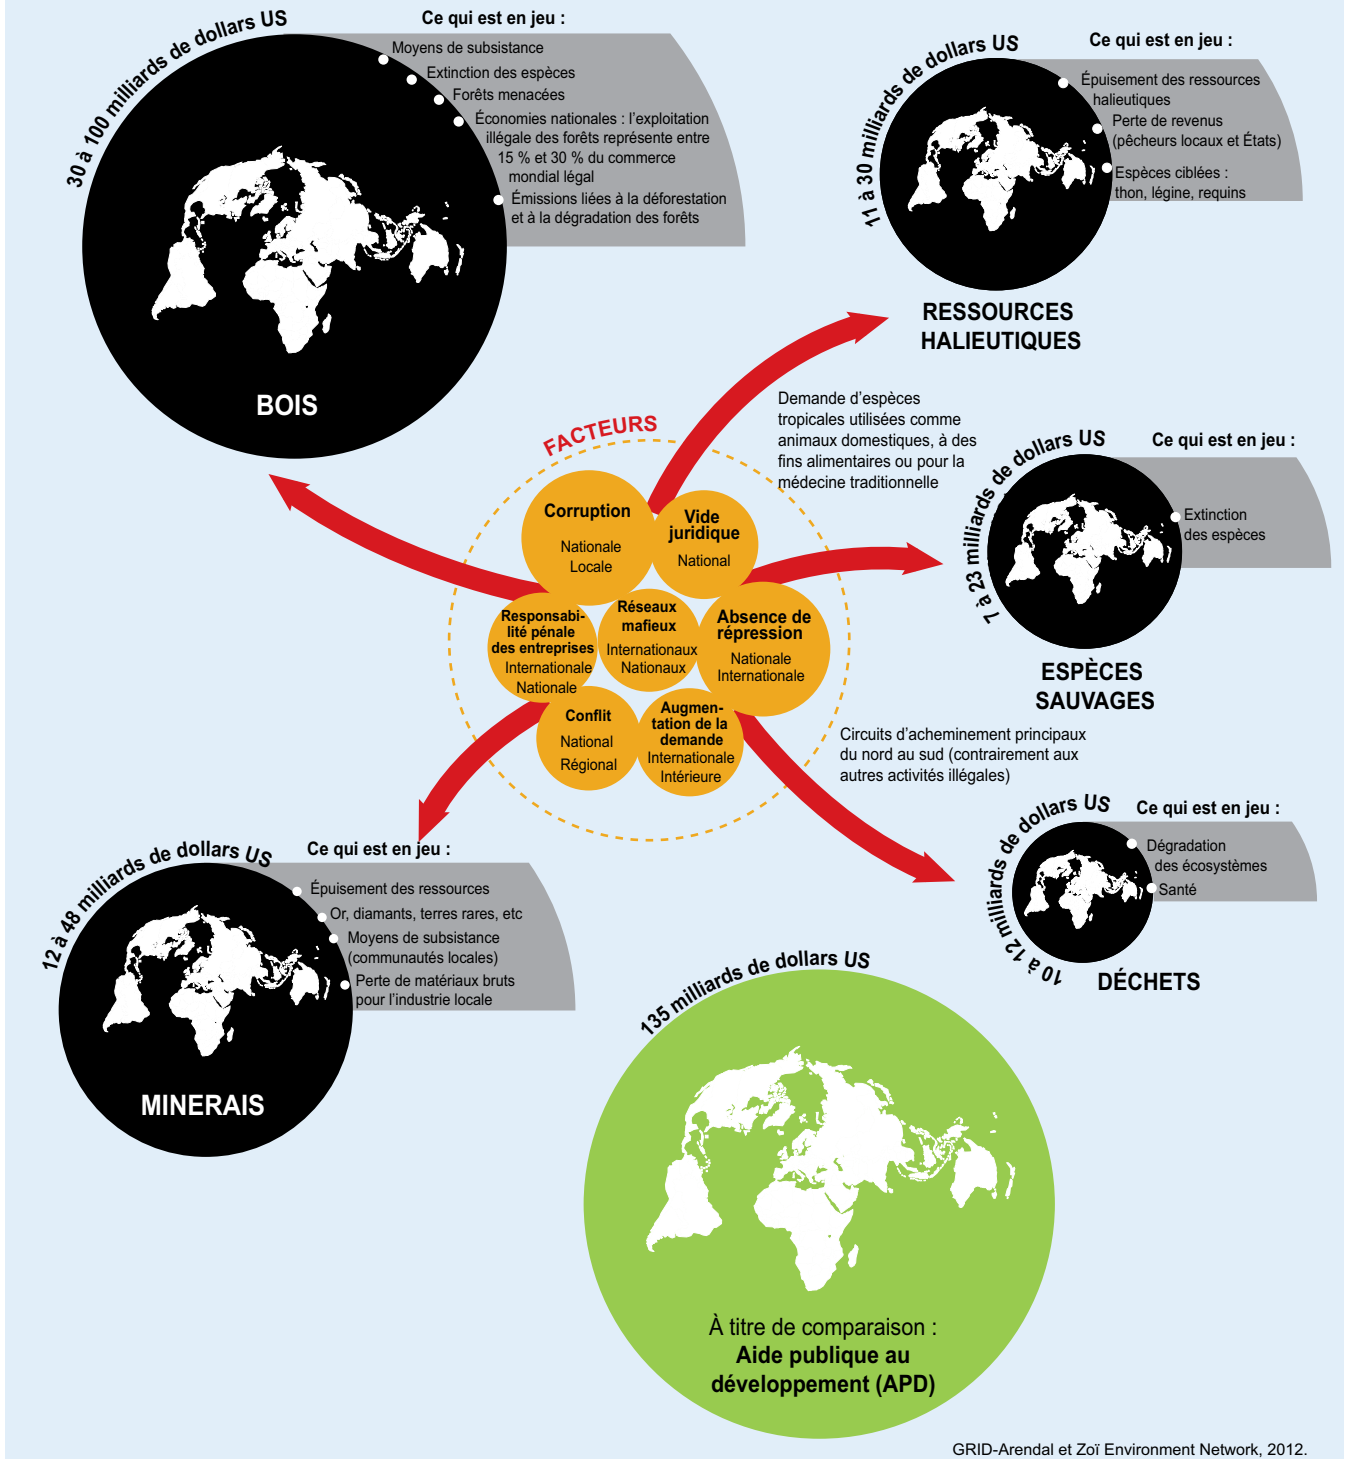 30 à 100 milliards de dollars US
Ce qui est en jeu :
Moyens de subsistance
Extinction des espèces
Forêts menacées
Économies nationales : l'exploitation
illégale des forêts représente entre
15 % et 30 % du commerce
mondial légal
Émissions liées à la déforestation
et à la dégradation des forêts
BOIS
11 à 30 milliards de dollars US
Ce qui est en jeu :
Épuisement des ressources
halieutiques
Perte de revenus
(pêcheurs locaux et États)
Espèces ciblées :
thon, légine, requins
RESSOURCES
HALIEUTIQUES
Demande d'espèces
tropicales utilisées comme
animaux domestiques, à des
fins alimentaires ou pour la
médecine traditionnelle
7 à 23 milliards de dollars US
Ce qui est en jeu :
Extinction
des espèces
ESPÈCES
SAUVAGES
FACTEURS
Corruption
Nationale
Locale
Vide
juridique
National
Responsabi-
lité pénale
des entreprises
Internationale
Nationale
Réseaux
mafieux
Internationaux
Nationaux
Absence de
répression
Nationale
Internationale
Conflit
National
Régional
Augmen-
tation de la
demande
Internationale
Intérieure
Circuits d'acheminement principaux
du nord au sud (contrairement aux
autres activités illégales)
10 à 12 milliards de dollars US
Ce qui est en jeu :
Dégradation
des écosystèmes
Santé
DÉCHETS
12 à 48 milliards de dollars US
Ce qui est en jeu :
Épuisement des ressources
Or, diamants, terres rares, etc
Moyens de subsistance
(communautés locales)
Perte de matériaux bruts
pour l'industrie locale
MINERAIS
135 milliards de dollars US
À titre de comparaison :
Aide publique au
développement (APD)
GRID-Arendal et Zoï Environment Network, 2012.